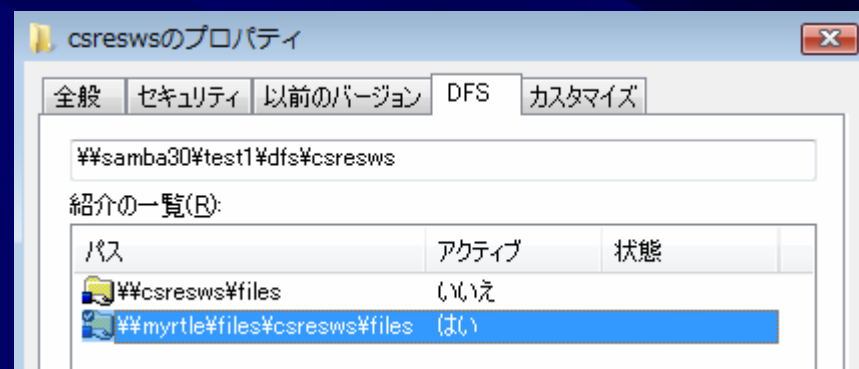 csreswsのプロパティ
全般 セキュリティ 以前のバージョン DFS カスタマイズ
¥¥samba30¥test1¥dfs¥csresws
紹介の一覧(R):
パス アクティブ 状態
¥¥csresws¥files いいえ
¥¥myrtle¥files¥csresws¥files はい